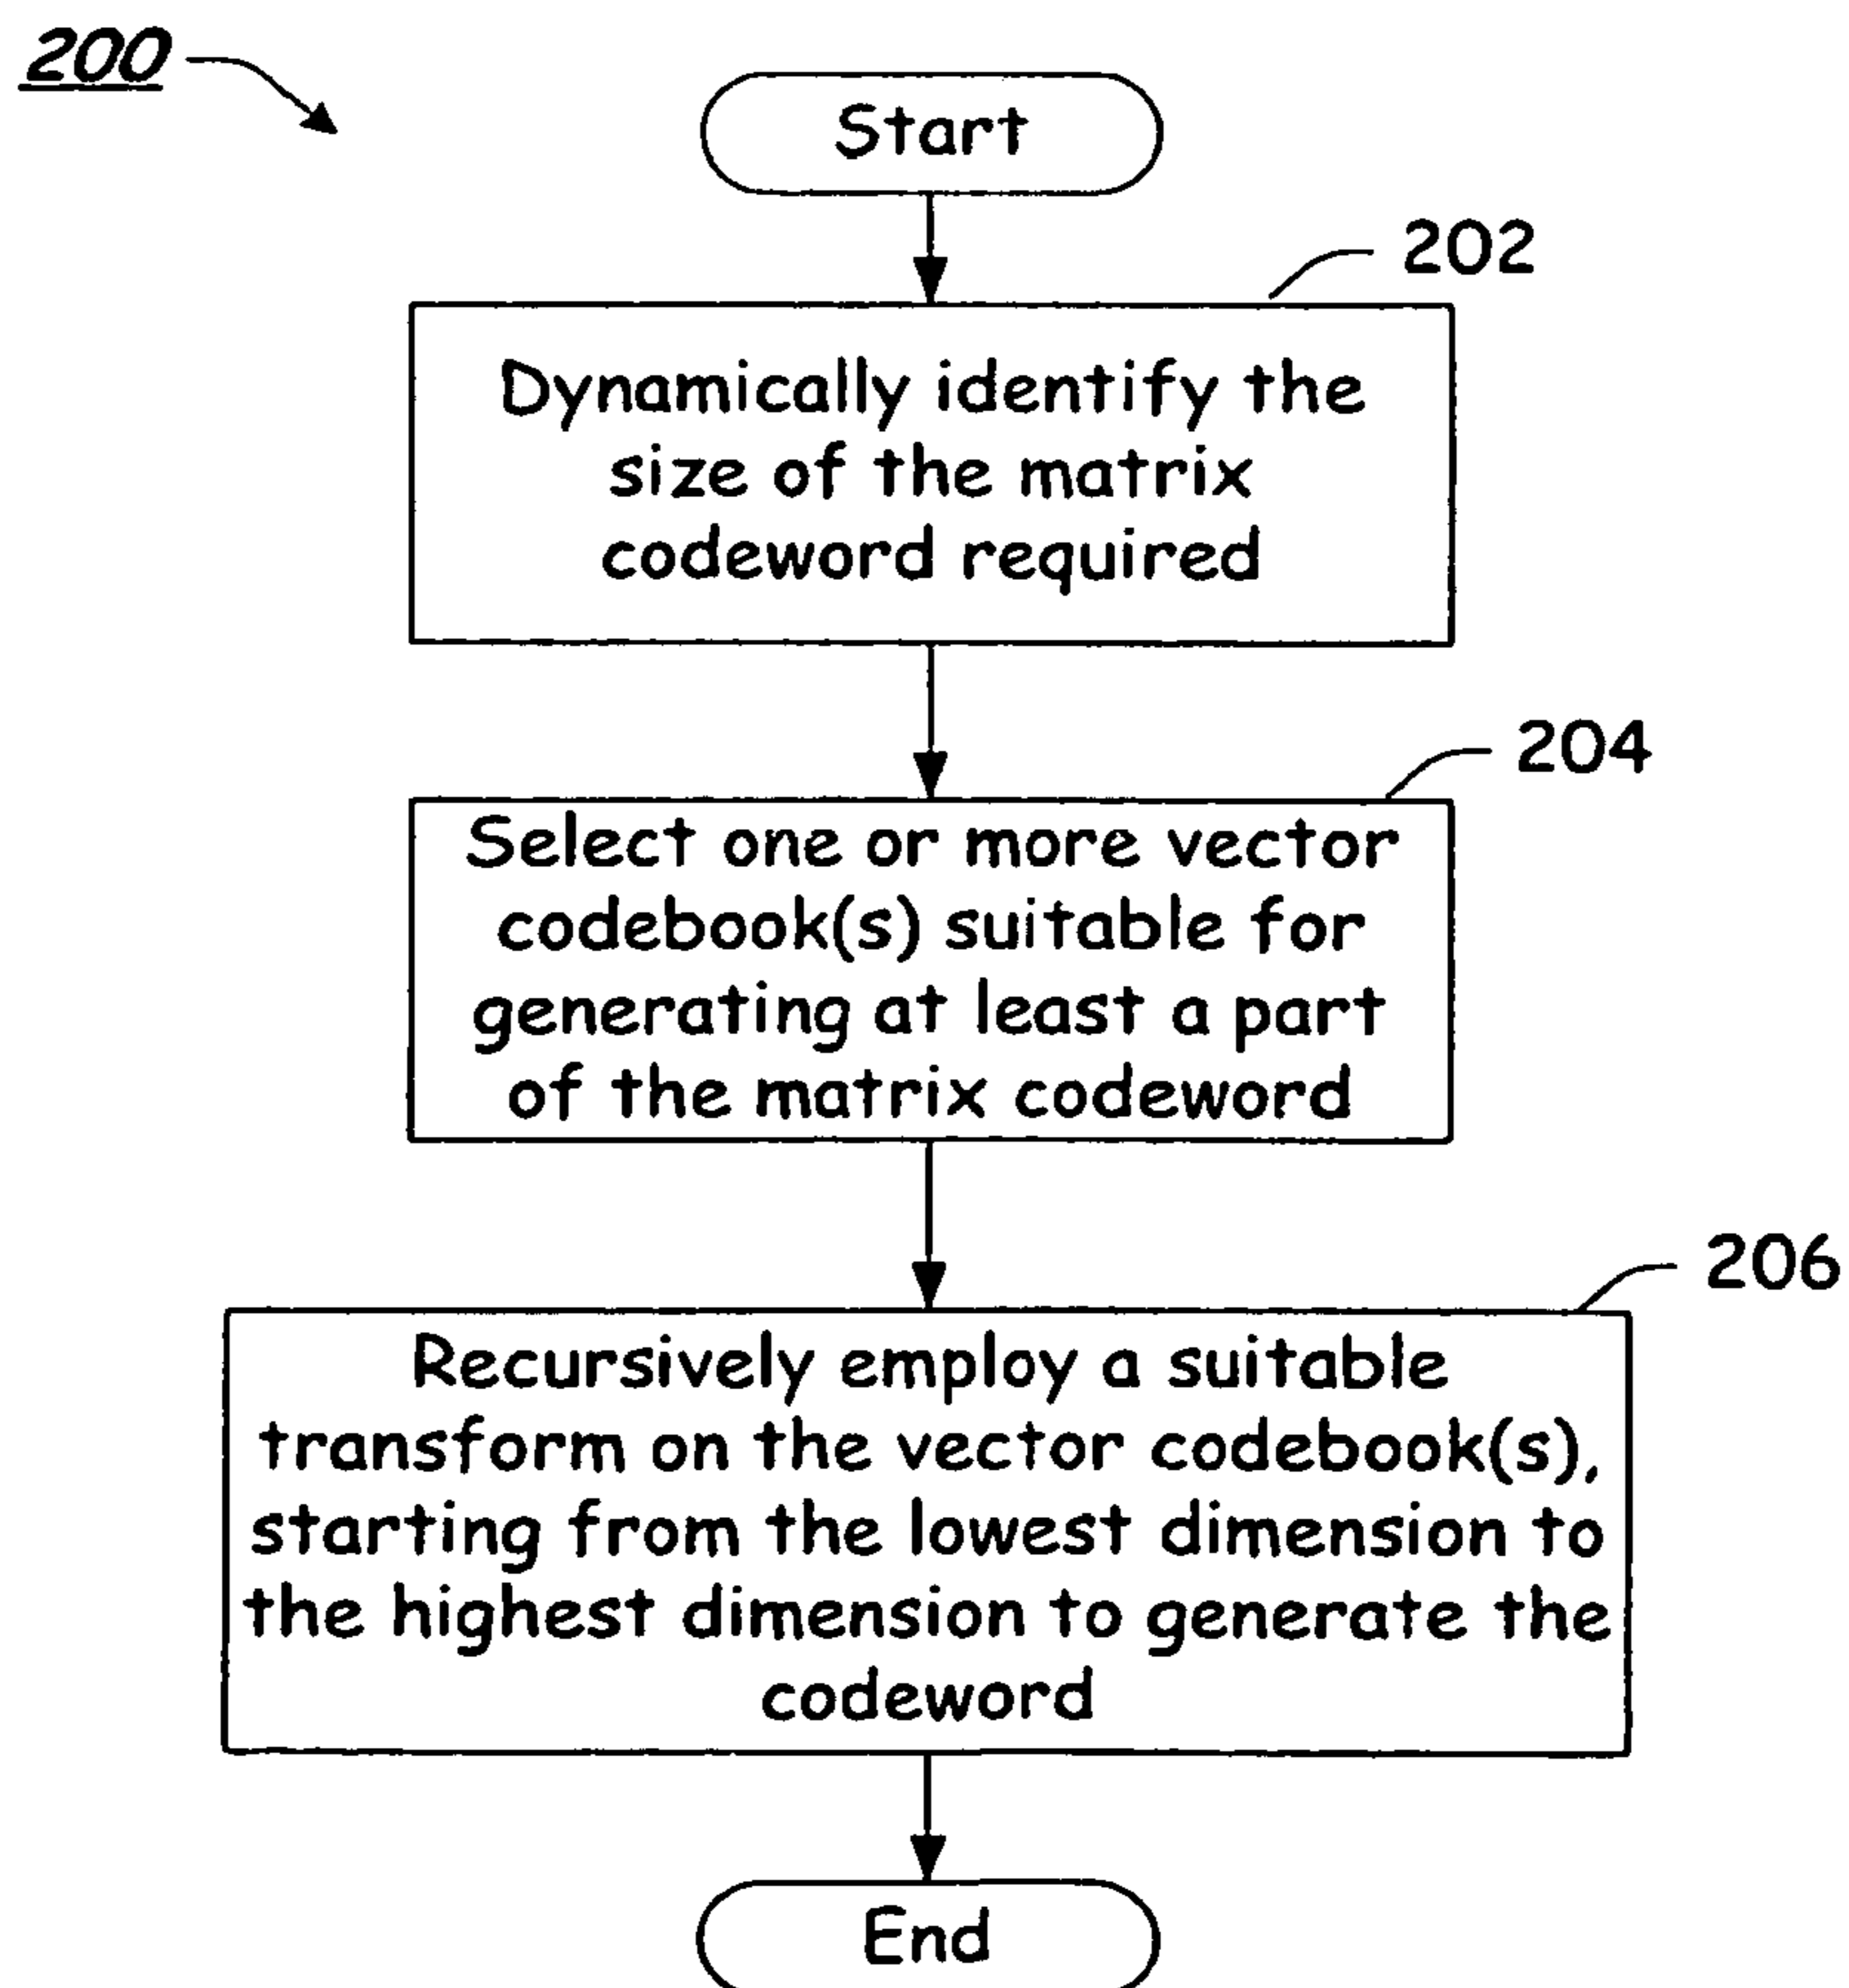 200
Start
202
Dynamically identify the
size of the matrix
codeword required
204
Select one or more vector
codebook(s) suitable for
generating at least a part
of the matrix codeword
206
Recursively employ a suitable
transform on the vector codebook(s),
starting from the lowest dimension to
the highest dimension to generate the
codeword
End